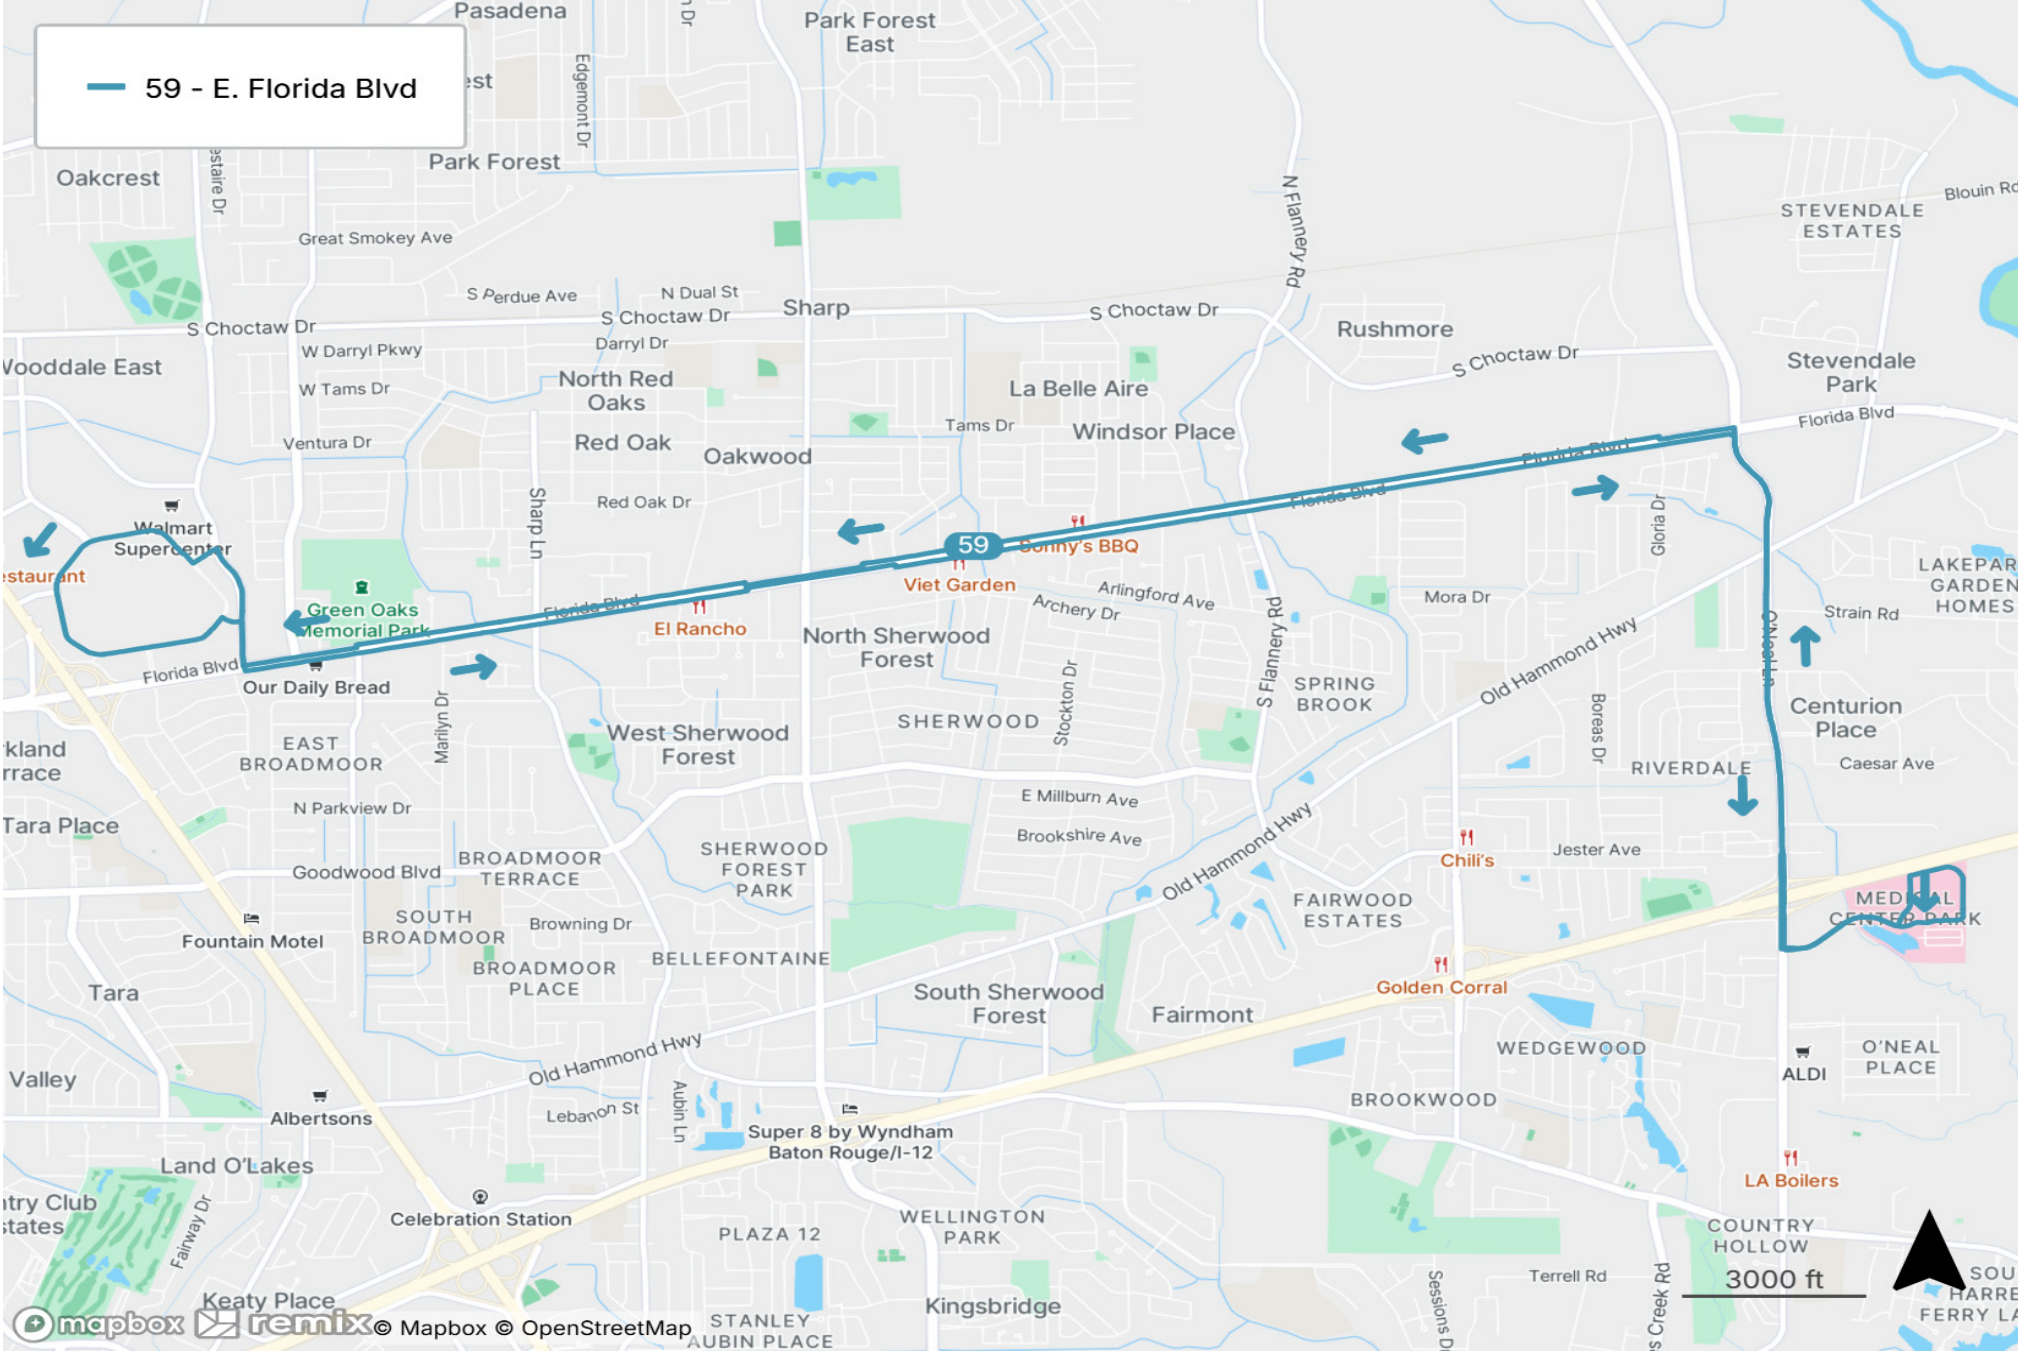 Pasadena
Park Forest
East
59 - E. Florida Blvd
Edgemont Dr
Oakcrest
Park Forest
N Flannery Rd
Blouin Rd
STEVENDALE
ESTATES
Great Smokey Ave
S Perdue Ave
N Dual St
Sharp
S Choctaw Dr
S Choctaw Dr
S Choctaw Dr
Rushmore
W Darryl Pkwy
Darryl Dr
S Choctaw Dr
Stevendale
Park
North Red
Oaks
W Tams Dr
La Belle Aire
Florida Blvd
Tams Dr
Windsor Place
Ventura Dr
Red Oak
Oakwood
Florida Blvd
Red Oak Dr
Sharp Ln
Florida Blvd
Gloria Dr
Walmart
Supercenter
59
Sonny's BBQ
Viet Garden
LAKEPAR
GARDEN
HOMES
Arlingford Ave
Archery Dr
Mora Dr
Strain Rd
Green Oaks
Memorial Park
Florida Blvd
El Rancho
North Sherwood
Forest
S Flannery Rd
Old Hammond Hwy
O'Neal Ln
Florida Blvd
Our Daily Bread
Marilyn Dr
Stockton Dr
SPRING
BROOK
Boreas Dr
Centurion
Place
SHERWOOD
West Sherwood
Forest
EAST
BROADMOOR
RIVERDALE
Caesar Ave
N Parkview Dr
E Millburn Ave
Tara Place
Brookshire Ave
Old Hammond Hwy
SHERWOOD
FOREST
PARK
Chili's
Jester Ave
BROADMOOR
TERRACE
Goodwood Blvd
MEDICAL
CENTER PARK
FAIRWOOD
ESTATES
SOUTH
BROADMOOR
Browning Dr
Fountain Motel
BELLEFONTAINE
BROADMOOR
PLACE
Golden Corral
Tara
South Sherwood
Forest
Fairmont
Old Hammond Hwy
WEDGEWOOD
O'NEAL
PLACE
ALDI
Valley
Albertsons
Lebanon St
Aubin Ln
BROOKWOOD
Super 8 by Wyndham
Baton Rouge/I-12
Land O'Lakes
LA Boilers
Fairway Dr
Celebration Station
PLAZA 12
WELLINGTON
PARK
COUNTRY
HOLLOW
Terrell Rd
Sessions Dr
3000 ft
Keaty Place
Kingsbridge
STANLEY
AUBIN PLACE
mapbox remix © Mapbox © OpenStreetMap